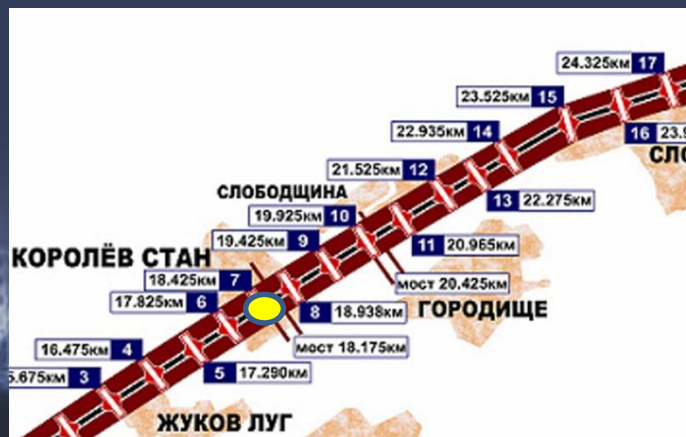 24.325км 17
23.525км 15
22.935км 14
16 23.9
СЛО
21.525км 12
СЛОБОДЩИНА
13 22.275км
19.925км 10
19.425км 9
11 20.965км
КОРОЛЁВ СТАН
18.425км 7
мост 20.425км
17.825км 6
8 18.938км
ГОРОДИЩЕ
16.475км 4
мост 18.175км
5.675км 3
5 17.290км
ЖУКОВ ЛУГ